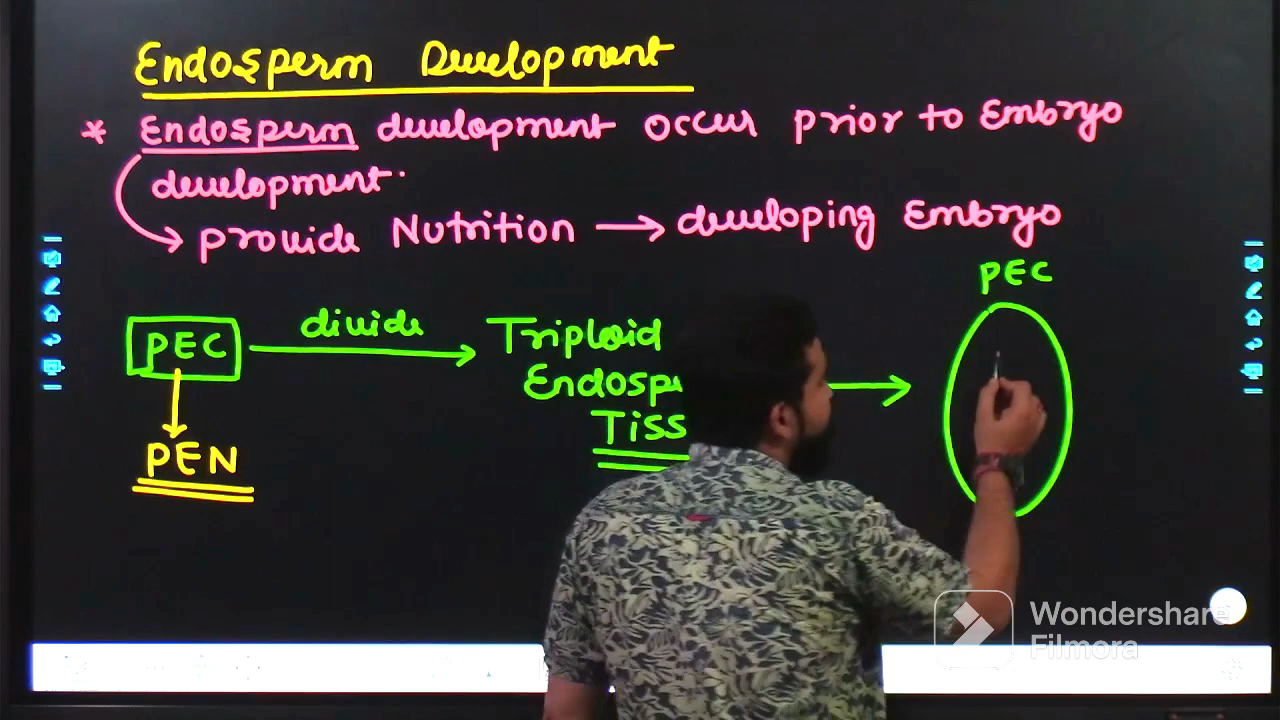 Endosperm Development
* Endosperm development occur prior to Embryo
development.
provide Nutrition → developing Embryo
PEC
PEC divide Triploid
Endospe
Tiss
PEN
Wondershare
Filmora